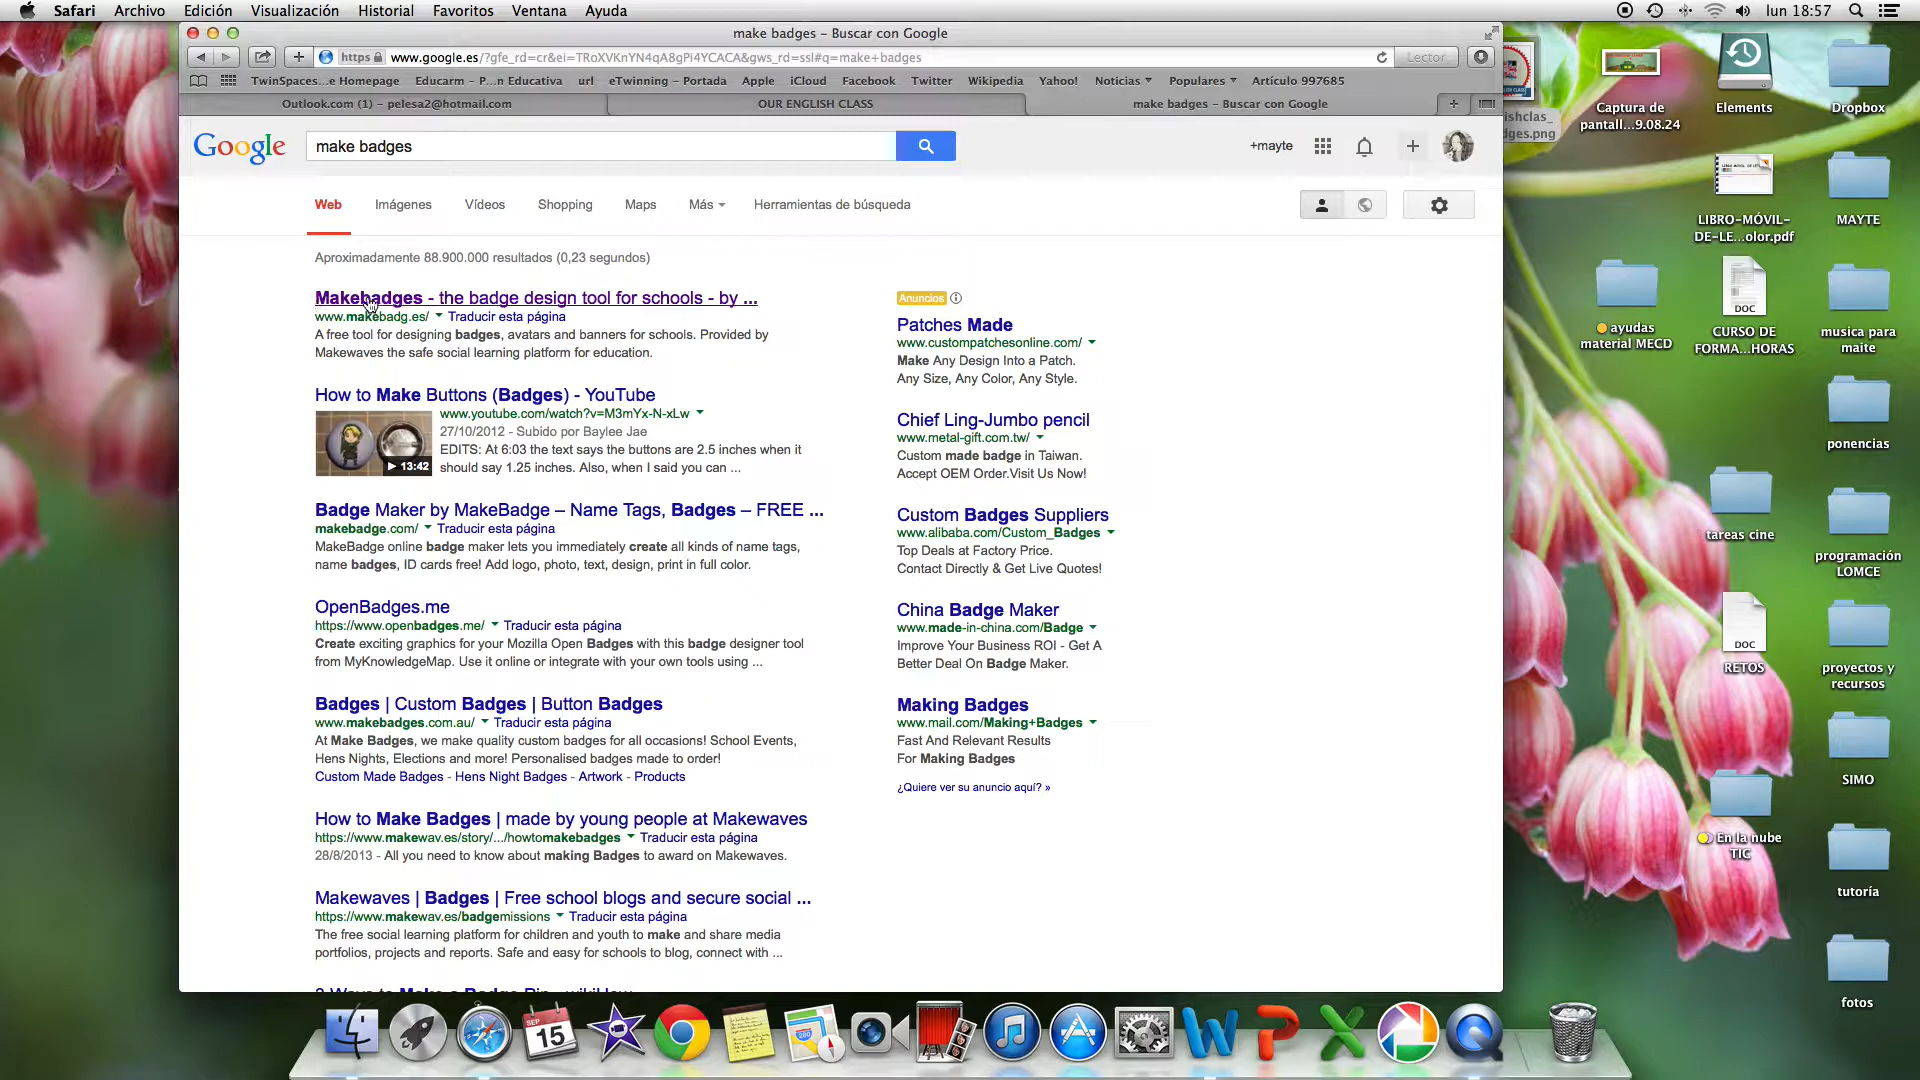 Safari Archivo Edición Visualización Historial Favoritos Ventana Ayuda lun 18:57
make badges – Buscar con Google
https www.google.es/?gfe_rd=cr&ei=TRoXVKnYN4qA8gPi4YCACA&gws_rd=ssl#q=make+badges Lector
TwinSpaces...e Homepage Educarm – P...n Educativa url eTwinning – Portada Apple iCloud Facebook Twitter Wikipedia Yahoo! Noticias Populares Artículo 997685
Outlook.com (1) – pelesa2@hotmail.com OUR ENGLISH CLASS make badges – Buscar con Google
Google make badges +mayte
Web Imágenes Vídeos Shopping Maps Más Herramientas de búsqueda
Aproximadamente 88.900.000 resultados (0,23 segundos)
Makebadges - the badge design tool for schools - by ...
www.makebadg.es/ Traducir esta página
A free tool for designing badges, avatars and banners for schools. Provided by
Makewaves the safe social learning platform for education.
How to Make Buttons (Badges) - YouTube
www.youtube.com/watch?v=M3mYx-N-xLw
27/10/2012 - Subido por Baylee Jae
EDITS: At 6:03 the text says the buttons are 2.5 inches when it
should say 1.25 inches. Also, when I said you can ...
13:42
Badge Maker by MakeBadge – Name Tags, Badges – FREE ...
makebadge.com/ Traducir esta página
MakeBadge online badge maker lets you immediately create all kinds of name tags,
name badges, ID cards free! Add logo, photo, text, design, print in full color.
OpenBadges.me
https://www.openbadges.me/ Traducir esta página
Create exciting graphics for your Mozilla Open Badges with this badge designer tool
from MyKnowledgeMap. Use it online or integrate with your own tools using ...
Badges | Custom Badges | Button Badges
www.makebadges.com.au/ Traducir esta página
At Make Badges, we make quality custom badges for all occasions! School Events,
Hens Nights, Elections and more! Personalised badges made to order!
Custom Made Badges - Hens Night Badges - Artwork - Products
How to Make Badges | made by young people at Makewaves
https://www.makewav.es/story/.../howtomakebadges Traducir esta página
28/8/2013 - All you need to know about making Badges to award on Makewaves.
Makewaves | Badges | Free school blogs and secure social ...
https://www.makewav.es/badgemissions Traducir esta página
The free social learning platform for children and youth to make and share media
portfolios, projects and reports. Safe and easy for schools to blog, connect with ...
Anuncios
Patches Made
www.custompatchesonline.com/
Make Any Design Into a Patch.
Any Size, Any Color, Any Style.
Chief Ling-Jumbo pencil
www.metal-gift.com.tw/
Custom made badge in Taiwan.
Accept OEM Order.Visit Us Now!
Custom Badges Suppliers
www.alibaba.com/Custom_Badges
Top Deals at Factory Price.
Contact Directly & Get Live Quotes!
China Badge Maker
www.made-in-china.com/Badge
Improve Your Business ROI - Get A
Better Deal On Badge Maker.
Making Badges
www.mail.com/Making+Badges
Fast And Relevant Results
For Making Badges
¿Quiere ver su anuncio aquí? »
Captura de
pantall...9.08.24
Elements
Dropbox
LIBRO-MÓVIL-
DE-LE...olor.pdf
MAYTE
ayudas
material MECD
DOC
CURSO DE
FORMA...HORAS
musica para
maite
ponencias
tareas cine
programación
LOMCE
DOC
RETOS
proyectos y
recursos
SIMO
En la nube
TIC
tutoría
fotos
SEP
15